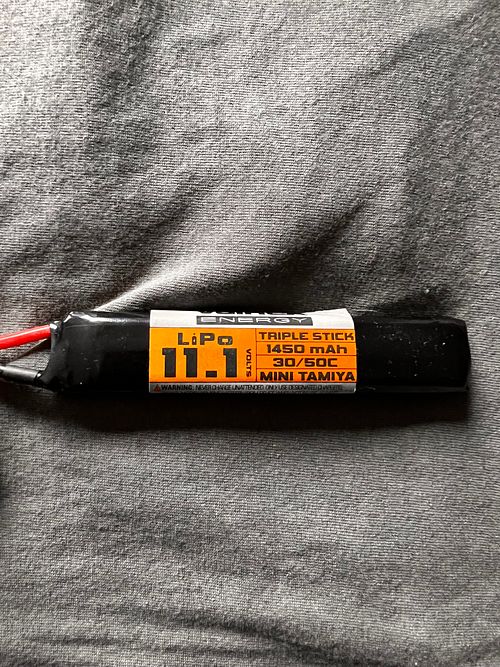 ENERGY
LiPo
11.1 VOLTS
TRIPLE STICK
1450 mAh
30/50C
MINI TAMIYA
WARNING: NEVER CHARGE UNATTENDED. ONLY USE DESIGNATED CHARGERS.